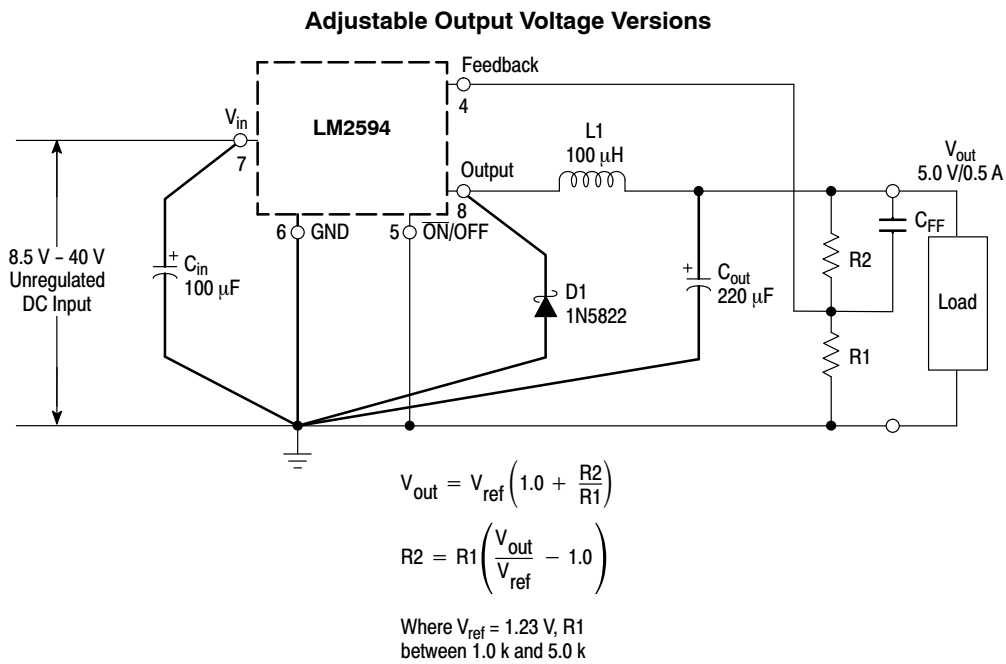 Adjustable Output Voltage Versions
Feedback
4
V_in
7
LM2594
Output
8
L1
100 μH
V_out
5.0 V/0.5 A
6
GND
5
O̅N̅/OFF
C_FF
8.5 V – 40 V
Unregulated
DC Input
+
C_in
100 μF
D1
1N5822
+
C_out
220 μF
R2
Load
R1
V_out = V_ref (1.0 + R2/R1)
R2 = R1 (V_out/V_ref – 1.0)
Where V_ref = 1.23 V, R1
between 1.0 k and 5.0 k